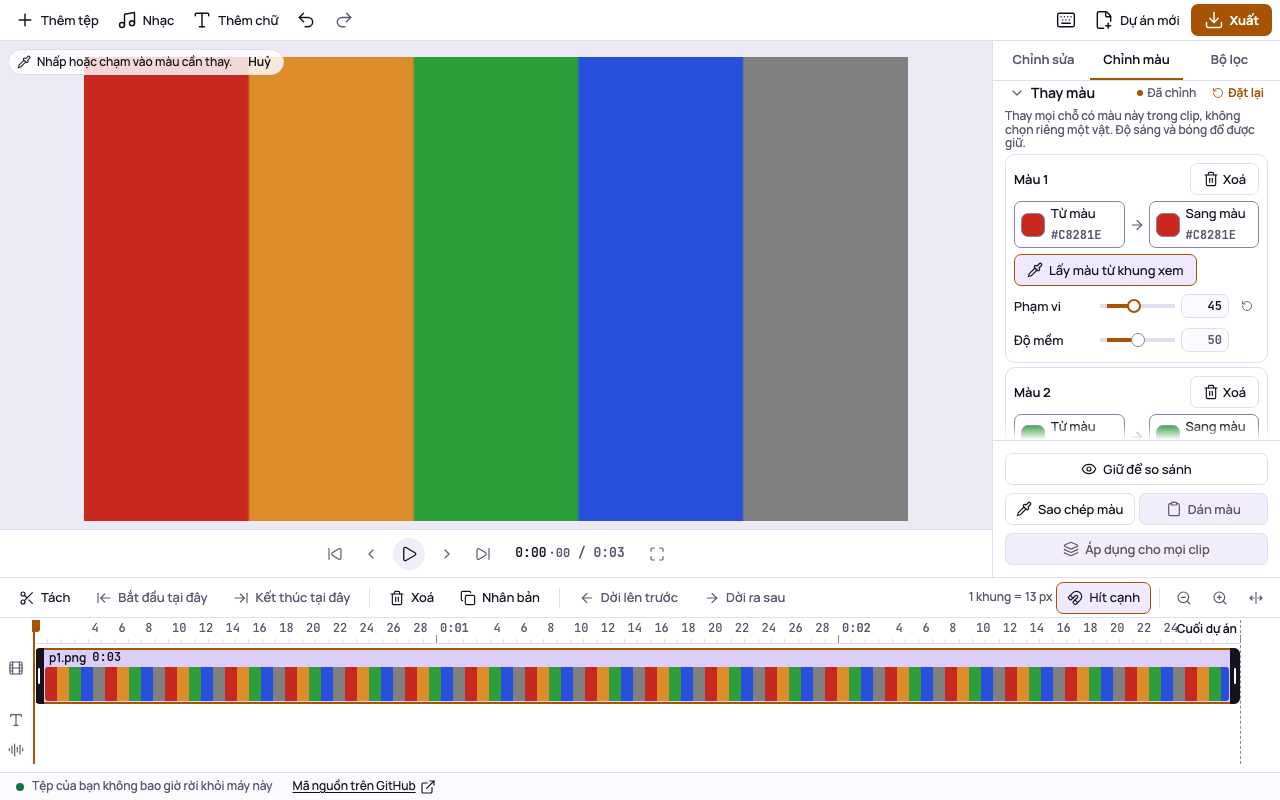 Thêm tệp
Nhạc
Thêm chữ
Dự án mới
Xuất
Nhấp hoặc chạm vào màu cần thay. Huỷ
Chỉnh sửa
Chỉnh màu
Bộ lọc
Thay màu
Đã chỉnh
Đặt lại
Thay mọi chỗ có màu này trong clip, không
chọn riêng một vật. Độ sáng và bóng đổ được
giữ.
Màu 1
Xoá
Từ màu
#C8281E
Sang màu
#C8281E
Lấy màu từ khung xem
Phạm vi
45
Độ mềm
50
Màu 2
Xoá
Từ màu
Sang màu
Giữ để so sánh
Sao chép màu
Dán màu
Áp dụng cho mọi clip
0:00·00 / 0:03
Tách
Bắt đầu tại đây
Kết thúc tại đây
Xoá
Nhân bản
Dời lên trước
Dời ra sau
1 khung = 13 px
Hít cạnh
4 6 8 10 12 14 16 18 20 22 24 26 28 0:01 4 6 8 10 12 14 16 18 20 22 24 26 28 0:02 4 6 8 10 12 14 16 18 20 22 24 Cuối dự án
p1.png 0:03
Tệp của bạn không bao giờ rời khỏi máy này
Mã nguồn trên GitHub